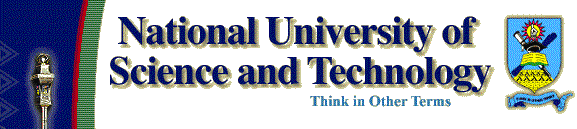 National University of
Science and Technology
Think in Other Terms